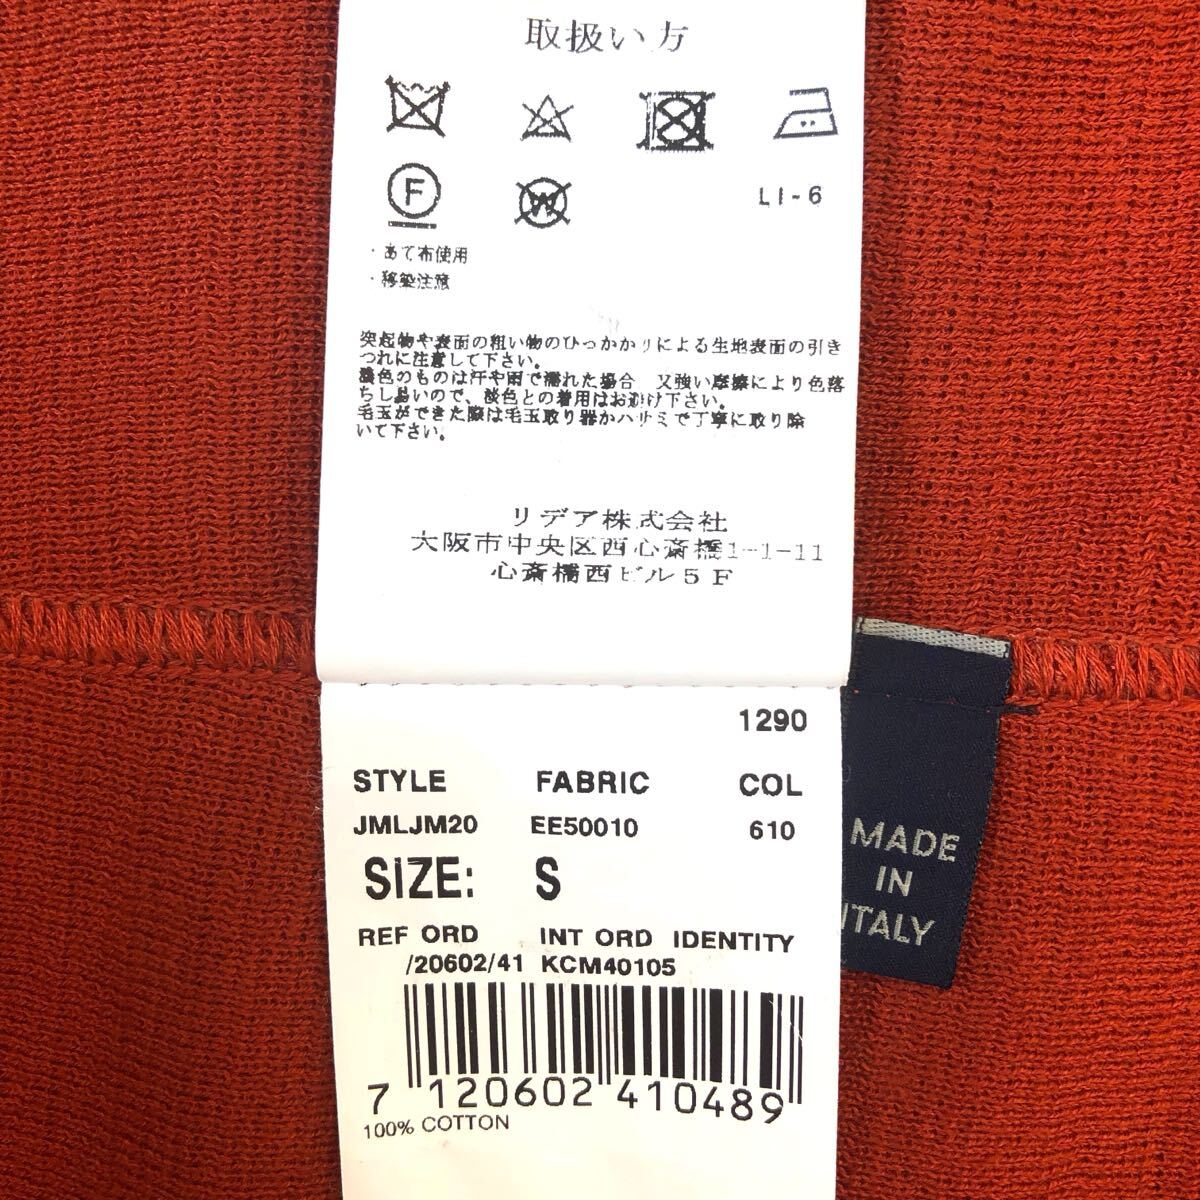 取扱い方
F
W
LI-6
・あて布使用
・移染注意
突起物や表面の粗い物のひっかかりによる生地表面の引き
つれに注意して下さい。
濃色のものは汗や雨で濡れた場合 又強い摩擦により色落
ちし易いので、淡色との着用はお避け下さい。
毛玉ができた際は毛玉取り器かハサミで丁寧に取り除
いて下さい。
リデア株式会社
大阪市中央区西心斎橋1-1-11
心斎橋西ビル5F
1290
STYLE FABRIC COL
JMLJM20 EE50010 610
SIZE: S
REF ORD INT ORD IDENTITY
/20602/41 KCM40105
7 120602 410489
100% COTTON
MADE
IN
ITALY